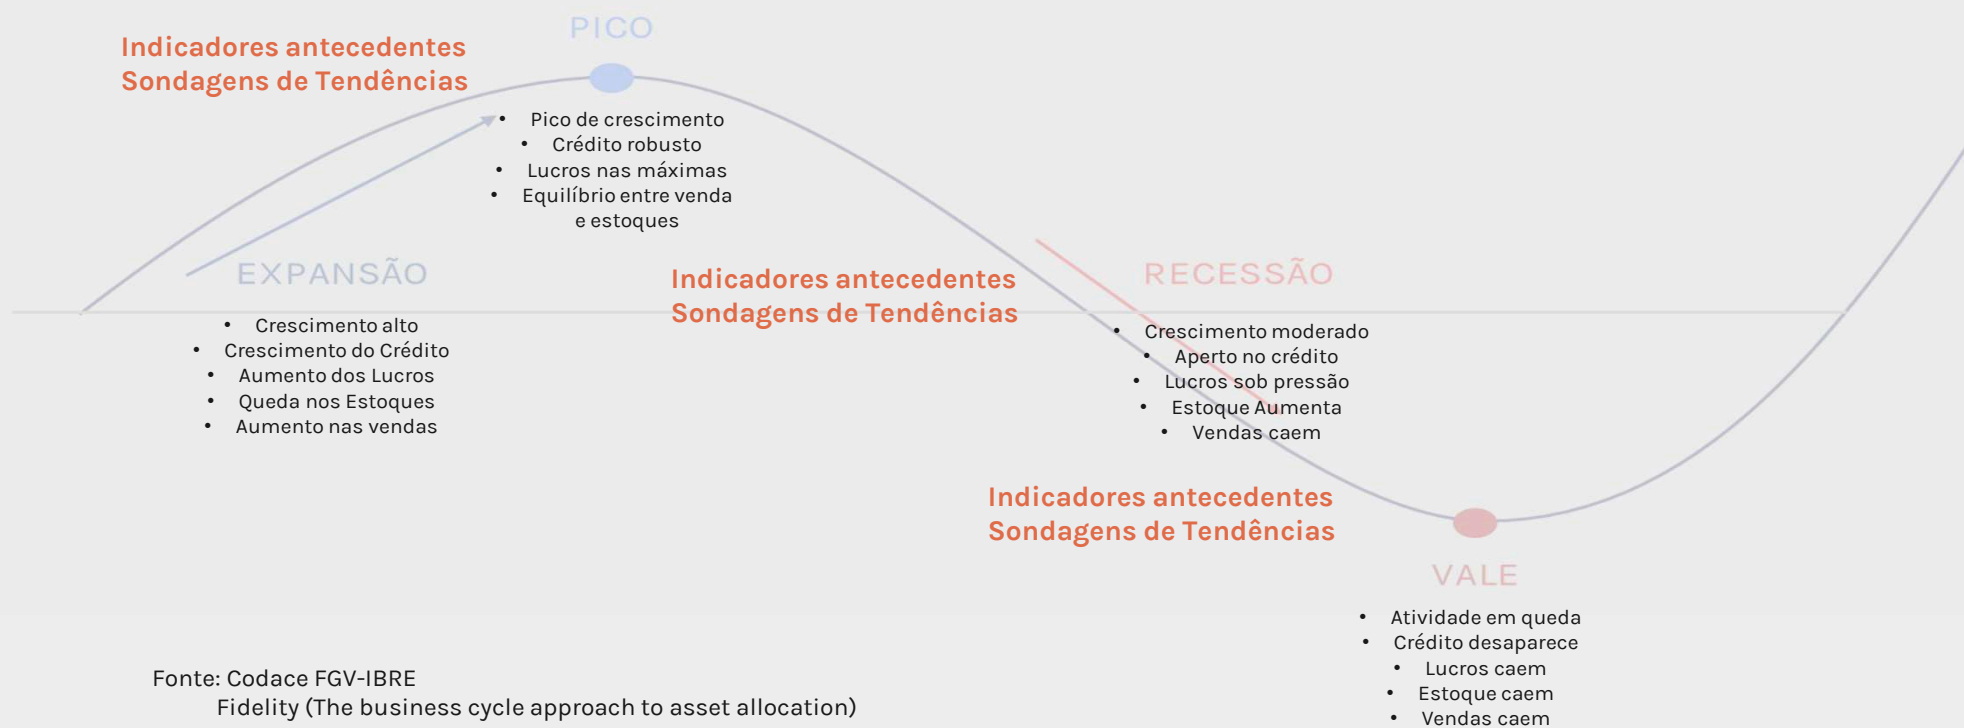 PICO
Indicadores antecedentes
Sondagens de Tendências
• Pico de crescimento
• Crédito robusto
• Lucros nas máximas
• Equilíbrio entre venda
e estoques
EXPANSÃO
• Crescimento alto
• Crescimento do Crédito
• Aumento dos Lucros
• Queda nos Estoques
• Aumento nas vendas
Indicadores antecedentes
Sondagens de Tendências
RECESSÃO
• Crescimento moderado
• Aperto no crédito
• Lucros sob pressão
• Estoque Aumenta
• Vendas caem
Indicadores antecedentes
Sondagens de Tendências
VALE
• Atividade em queda
• Crédito desaparece
• Lucros caem
• Estoque caem
• Vendas caem
Fonte: Codace FGV-IBRE
Fidelity (The business cycle approach to asset allocation)